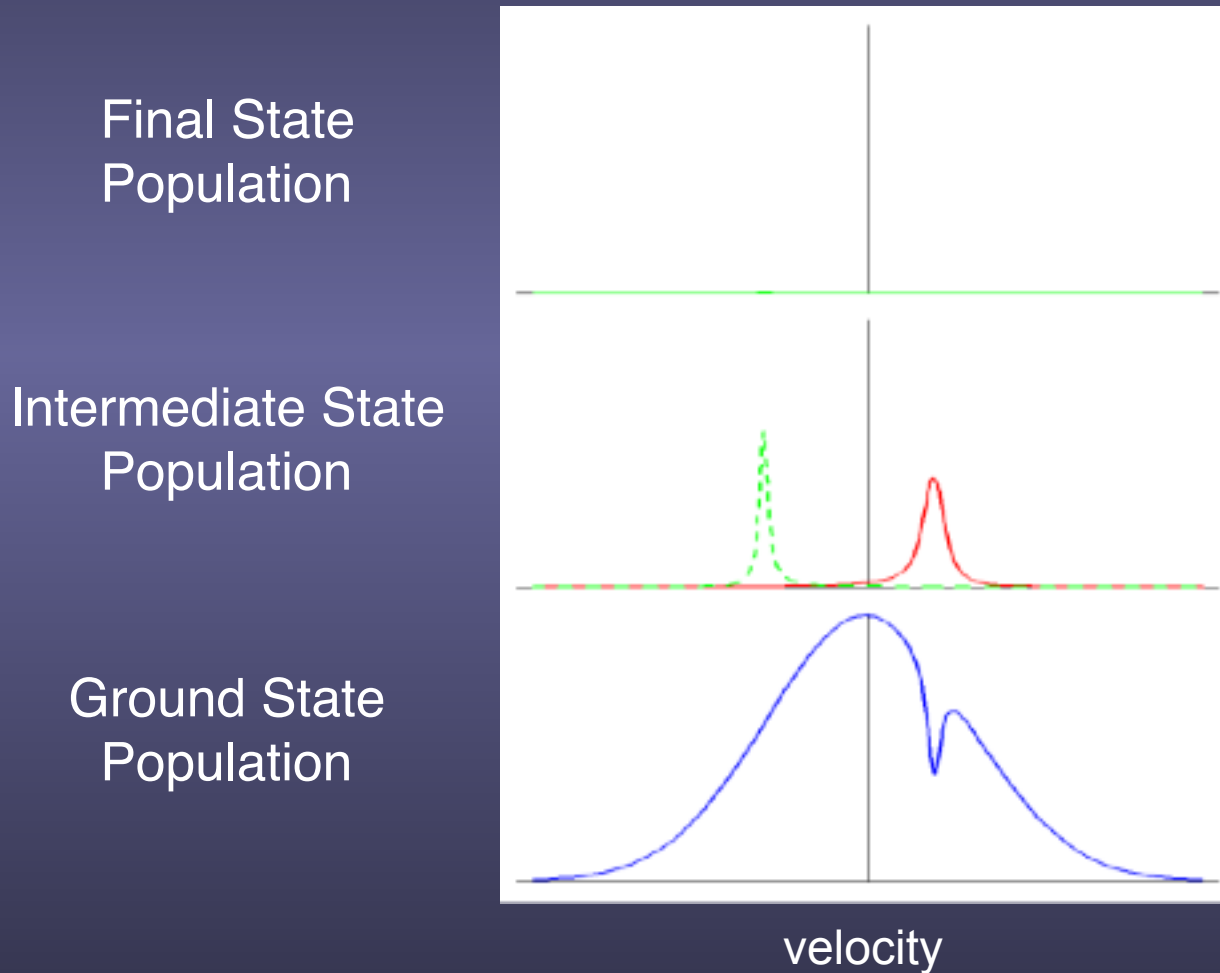 Final State
Population
Intermediate State
Population
Ground State
Population
velocity